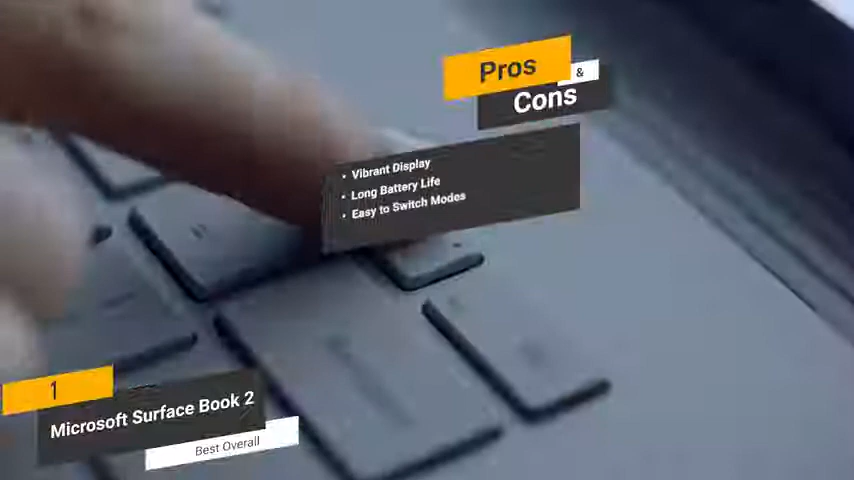 Pros
&
Cons
• Vibrant Display
• Long Battery Life
• Easy to Switch Modes
1
Microsoft Surface Book 2
Best Overall